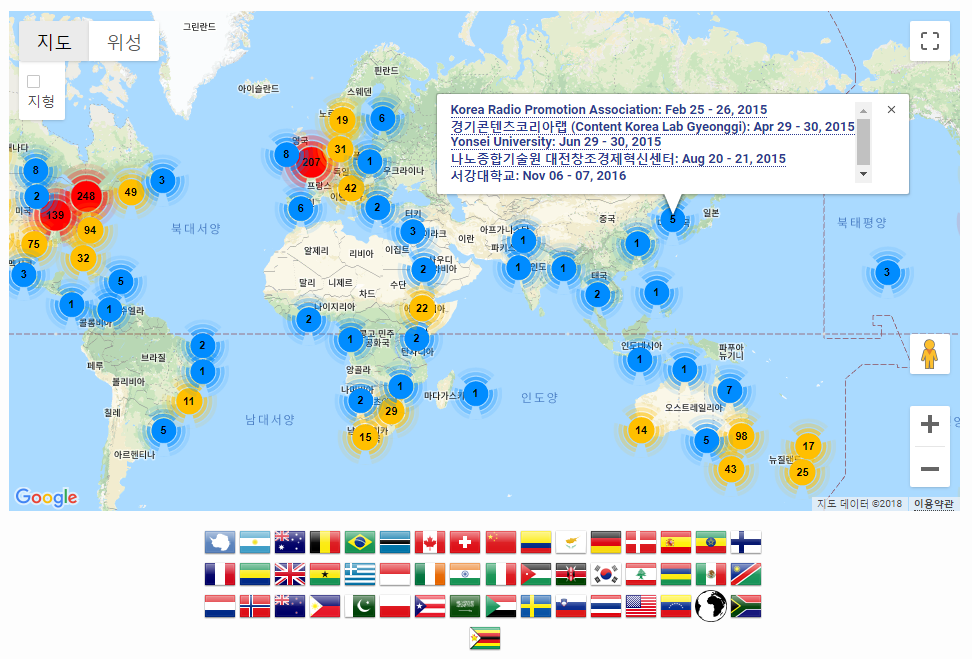 그린란드
지도
위성
지형
아이슬란드
핀란드
스웨덴
노르
영국
독일
프랑스
우크라이나
터키
이라크
이란
아프가니스탄
파키스
중국
일본
인도
태국
캐나다
미국
북대서양
북태평양
알제리
리비아
이집트
사우디
라비아
말리
니제르
차드
수단
나이지리아
콩고 민주
공화국
탄자니아
앙골라
나미비아
마다가스카
인도네시아
파푸아
뉴기니
오스트레일리아
뉴질랜드
콜롬비아
브라질
페루
볼리비아
칠레
아르헨티나
남대서양
인도양
Korea Radio Promotion Association: Feb 25 - 26, 2015
경기콘텐츠코리아랩 (Content Korea Lab Gyeonggi): Apr 29 - 30, 2015
Yonsei University: Jun 29 - 30, 2015
나노종합기술원 대전창조경제혁신센터: Aug 20 - 21, 2015
서강대학교: Nov 06 - 07, 2016
19
6
8
207
31
1
42
6
2
3
8
2
248
139
49
3
94
75
32
3
5
1
1
2
22
2
1
2
1
2
29
15
1
2
1
11
5
1
1
1
2
1
1
5
3
1
1
7
14
5
98
43
17
25
Google
지도 데이터 ©2018
이용약관